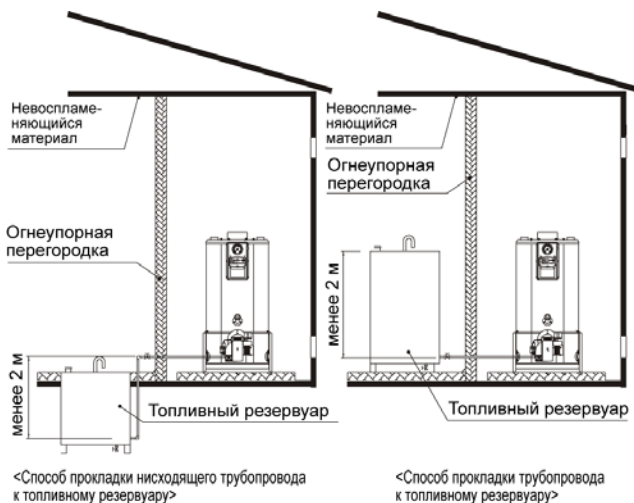 Невоспламе-
няющийся
материал
Огнеупорная
перегородка
менее 2 м
Топливный резервуар
<Способ прокладки нисходящего трубопровода
к топливному резервуару>
Невоспламе-
няющийся
материал
Огнеупорная
перегородка
менее 2 м
Топливный резервуар
<Способ прокладки трубопровода
к топливному резервуару>